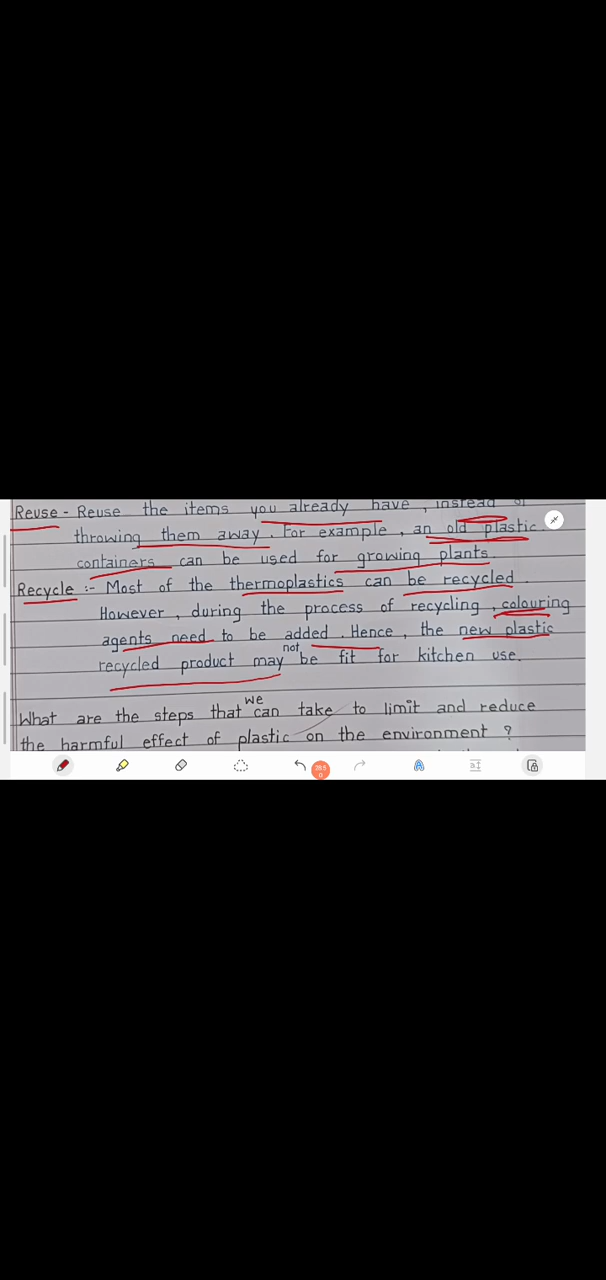 Reuse - Reuse the items you already have, instead of
throwing them away. For example, an old plastic
containers can be used for growing plants.
Recycle :- Most of the thermoplastics can be recycled.
However, during the process of recycling, colouring
agents need to be added. Hence, the new plastic
recycled product may not be fit for kitchen use.
What are the steps that we can take to limit and reduce
the harmful effect of plastic on the environment ?